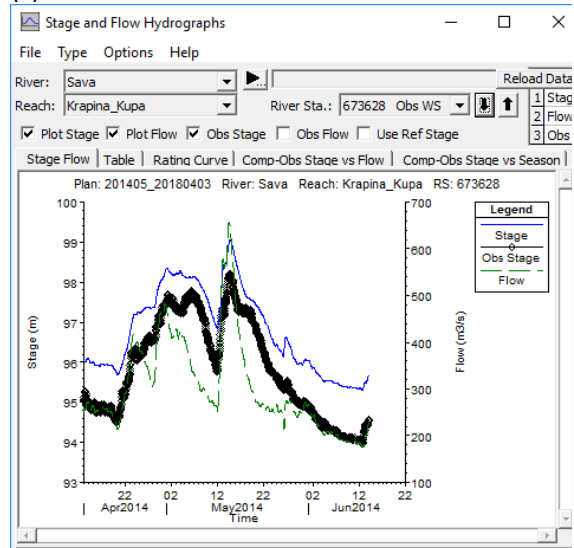 (
Stage and Flow Hydrographs
File Type Options Help
River: Sava Reload Data
Reach: Krapina_Kupa River Sta.: 673628 Obs WS 1 Stag
Plot Stage Plot Flow Obs Stage Obs Flow Use Ref Stage 2 Flow
3 Obs
Stage Flow Table Rating Curve Comp-Obs Stage vs Flow Comp-Obs Stage vs Season
Plan: 201405_20180403 River: Sava Reach: Krapina_Kupa RS: 673628
Legend
Stage
Obs Stage
Flow
Stage (m)
100
99
98
97
96
95
94
93
700
600
500
400
300
200
100
Flow (m3/s)
22 02 12 22 02 12 22
Apr2014 May2014 Jun2014
Time